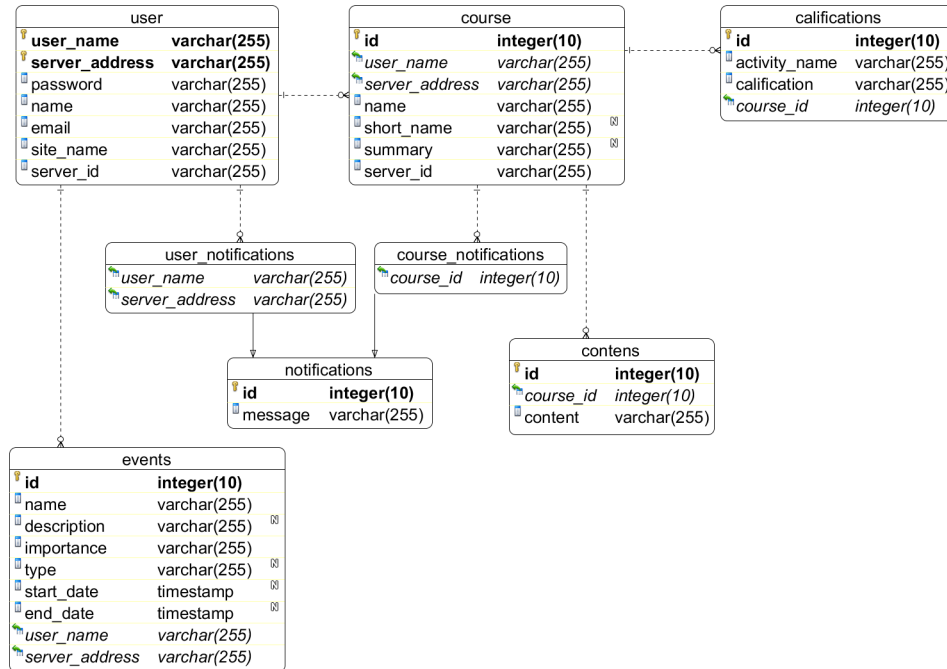 user
user_name varchar(255)
server_address varchar(255)
password varchar(255)
name varchar(255)
email varchar(255)
site_name varchar(255)
server_id varchar(255)
course
id integer(10)
user_name varchar(255)
server_address varchar(255)
name varchar(255)
short_name varchar(255) N
summary varchar(255) N
server_id varchar(255)
califications
id integer(10)
activity_name varchar(255)
calification varchar(255)
course_id integer(10)
user_notifications
user_name varchar(255)
server_address varchar(255)
course_notifications
course_id integer(10)
notifications
id integer(10)
message varchar(255)
contens
id integer(10)
course_id integer(10)
content varchar(255)
events
id integer(10)
name varchar(255)
description varchar(255) N
importance varchar(255)
type varchar(255) N
start_date timestamp N
end_date timestamp N
user_name varchar(255)
server_address varchar(255)